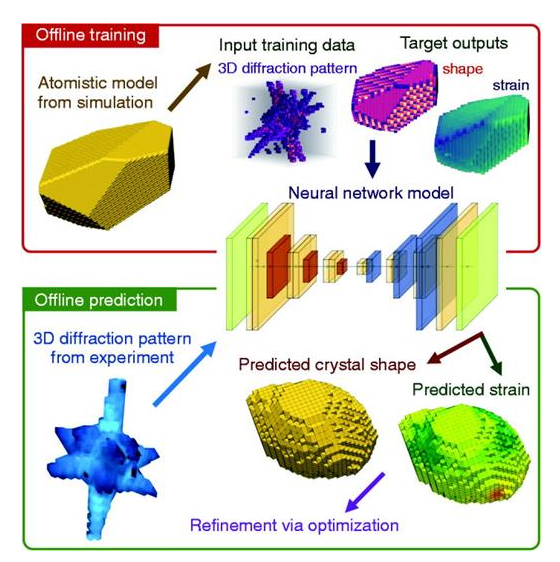 Offline training
Input training data
Target outputs
3D diffraction pattern
shape
Atomistic model
from simulation
strain
Neural network model
Offline prediction
3D diffraction pattern
from experiment
Predicted crystal shape
Predicted strain
Refinement via optimization